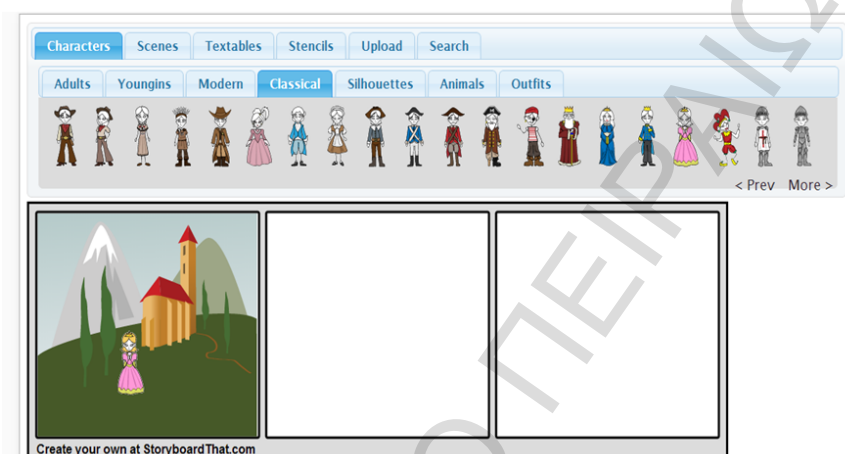 Characters Scenes Textables Stencils Upload Search
Adults Youngins Modern Classical Silhouettes Animals Outfits
< Prev More >
Create your own at StoryboardThat.com
Ο ΠΕΙΡΑΙΩ